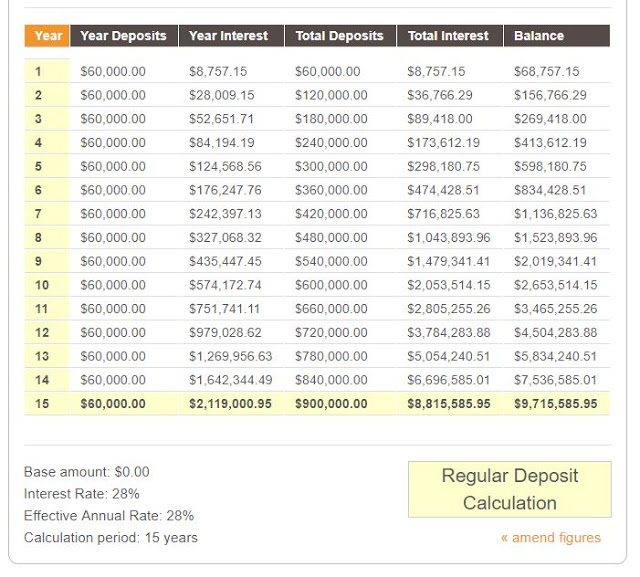 Year Year Deposits Year Interest Total Deposits Total Interest Balance
1 $60,000.00 $8,757.15 $60,000.00 $8,757.15 $68,757.15
2 $60,000.00 $28,009.15 $120,000.00 $36,766.29 $156,766.29
3 $60,000.00 $52,651.71 $180,000.00 $89,418.00 $269,418.00
4 $60,000.00 $84,194.19 $240,000.00 $173,612.19 $413,612.19
5 $60,000.00 $124,568.56 $300,000.00 $298,180.75 $598,180.75
6 $60,000.00 $176,247.76 $360,000.00 $474,428.51 $834,428.51
7 $60,000.00 $242,397.13 $420,000.00 $716,825.63 $1,136,825.63
8 $60,000.00 $327,068.32 $480,000.00 $1,043,893.96 $1,523,893.96
9 $60,000.00 $435,447.45 $540,000.00 $1,479,341.41 $2,019,341.41
10 $60,000.00 $574,172.74 $600,000.00 $2,053,514.15 $2,653,514.15
11 $60,000.00 $751,741.11 $660,000.00 $2,805,255.26 $3,465,255.26
12 $60,000.00 $979,028.62 $720,000.00 $3,784,283.88 $4,504,283.88
13 $60,000.00 $1,269,956.63 $780,000.00 $5,054,240.51 $5,834,240.51
14 $60,000.00 $1,642,344.49 $840,000.00 $6,696,585.01 $7,536,585.01
15 $60,000.00 $2,119,000.95 $900,000.00 $8,815,585.95 $9,715,585.95
Base amount: $0.00
Interest Rate: 28%
Effective Annual Rate: 28%
Calculation period: 15 years
Regular Deposit
Calculation
« amend figures